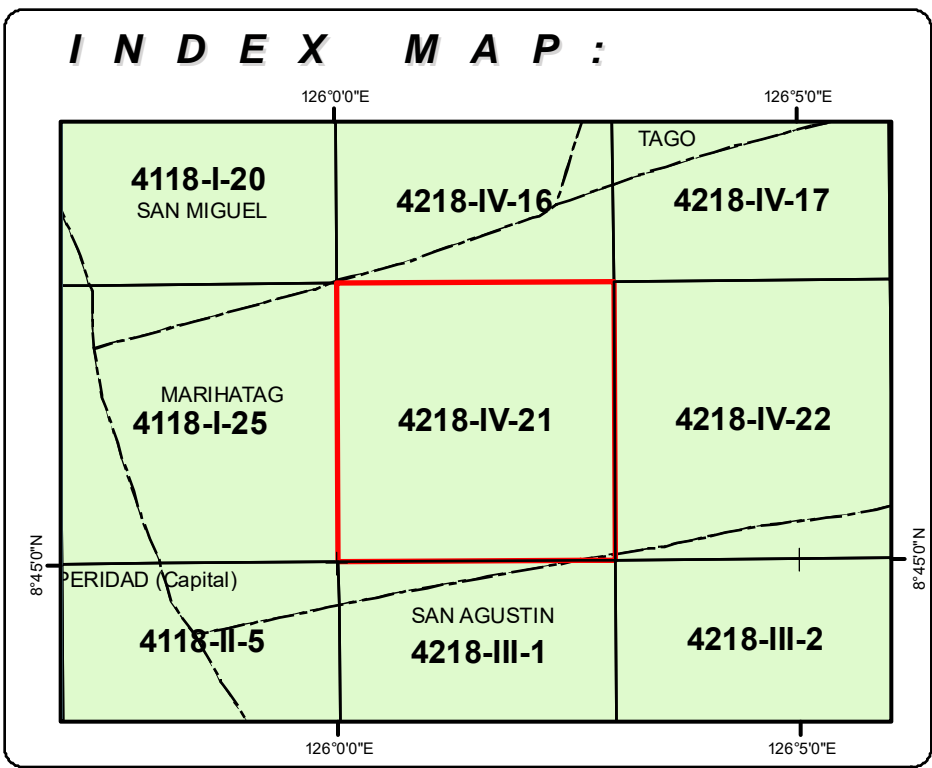 INDEX MAP:
126°0'0"E
126°5'0"E
TAGO
4118-I-20
SAN MIGUEL
4218-IV-16
4218-IV-17
MARIHATAG
4118-I-25
4218-IV-21
4218-IV-22
8°45'0"N
8°45'0"N
PERIDAD (Capital)
4118-II-5
SAN AGUSTIN
4218-III-1
4218-III-2
126°0'0"E
126°5'0"E